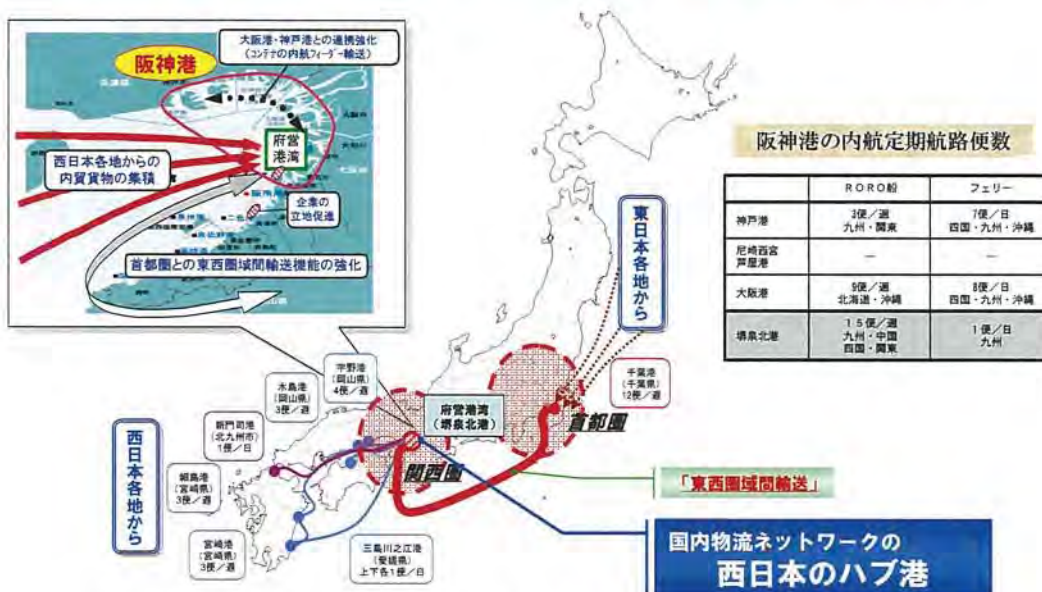 大阪港・神戸港との連携強化
(コンテナの内航フィーダー輸送)
阪神港
府営
港湾
西日本各地からの
内貿貨物の集積
企業の
立地促進
首都圏との東西圏域間輸送機能の強化
阪神港の内航定期航路便数
RORO船 フェリー
神戸港 3便/週 7便/日
九州・関東 四国・九州・沖縄
尼崎西宮
芦屋港 － －
大阪港 9便/週 8便/日
北海道・沖縄 四国・九州・沖縄
堺泉北港 15便/週 1便/日
九州・中国 九州
四国・関東
東日本各地から
千葉港
(千葉県)
12便/週
首都圏
宇野港
(岡山県)
4便/週
水島港
(岡山県)
3便/週
府営港湾
(堺泉北港)
新門司港
(北九州市)
1便/日
関西圏
西日本各地から
細島港
(宮崎県)
3便/週
宮崎港
(宮崎県)
3便/週
三島川之江港
(愛媛県)
上下各1便/日
「東西圏域間輸送」
国内物流ネットワークの
西日本のハブ港